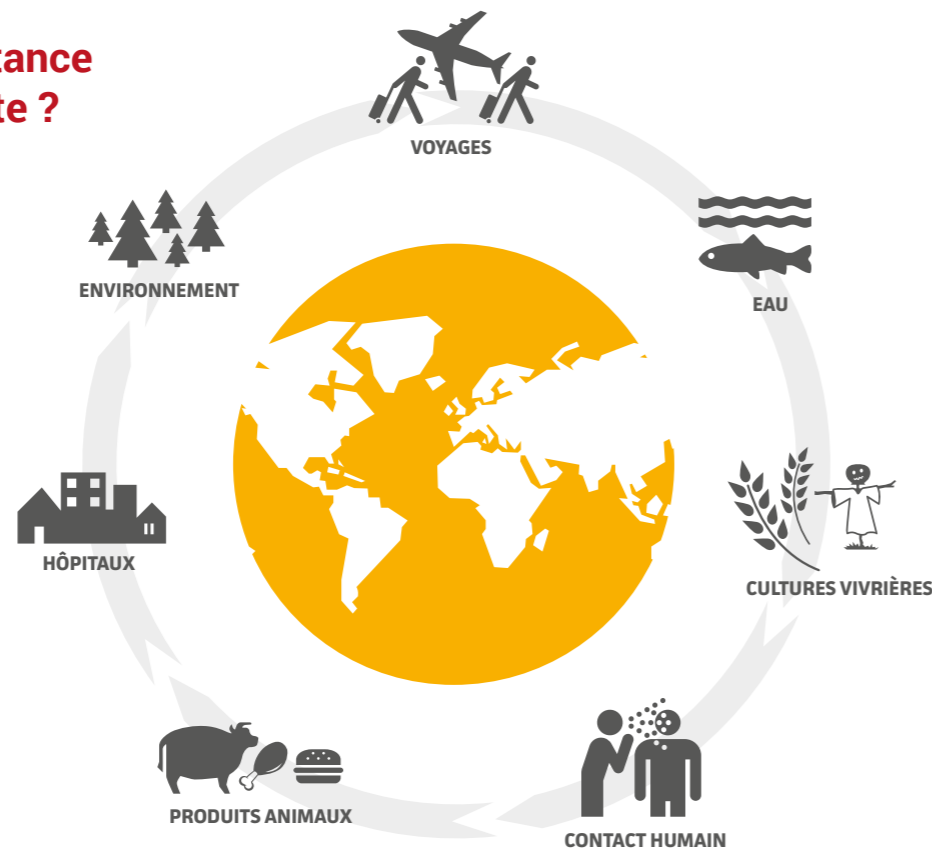 tance
te ?
VOYAGES
EAU
CULTURES VIVRIÈRES
CONTACT HUMAIN
PRODUITS ANIMAUX
HÔPITAUX
ENVIRONNEMENT